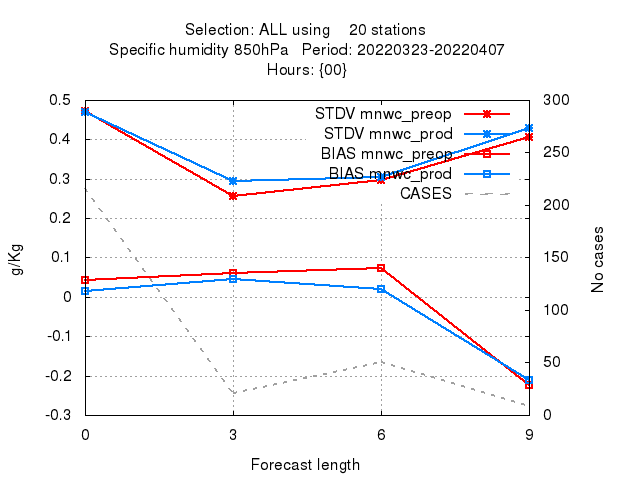 Selection: ALL using    20 stations
Specific humidity 850hPa   Period: 20220323-20220407
Hours: {00}
0.5
0.4
0.3
0.2
0.1
0
-0.1
-0.2
-0.3
g/Kg
STDV mnwc_preop
STDV mnwc_prod
BIAS mnwc_preop
BIAS mnwc_prod
CASES
300
250
200
150
100
50
0
No cases
0
3
6
9
Forecast length